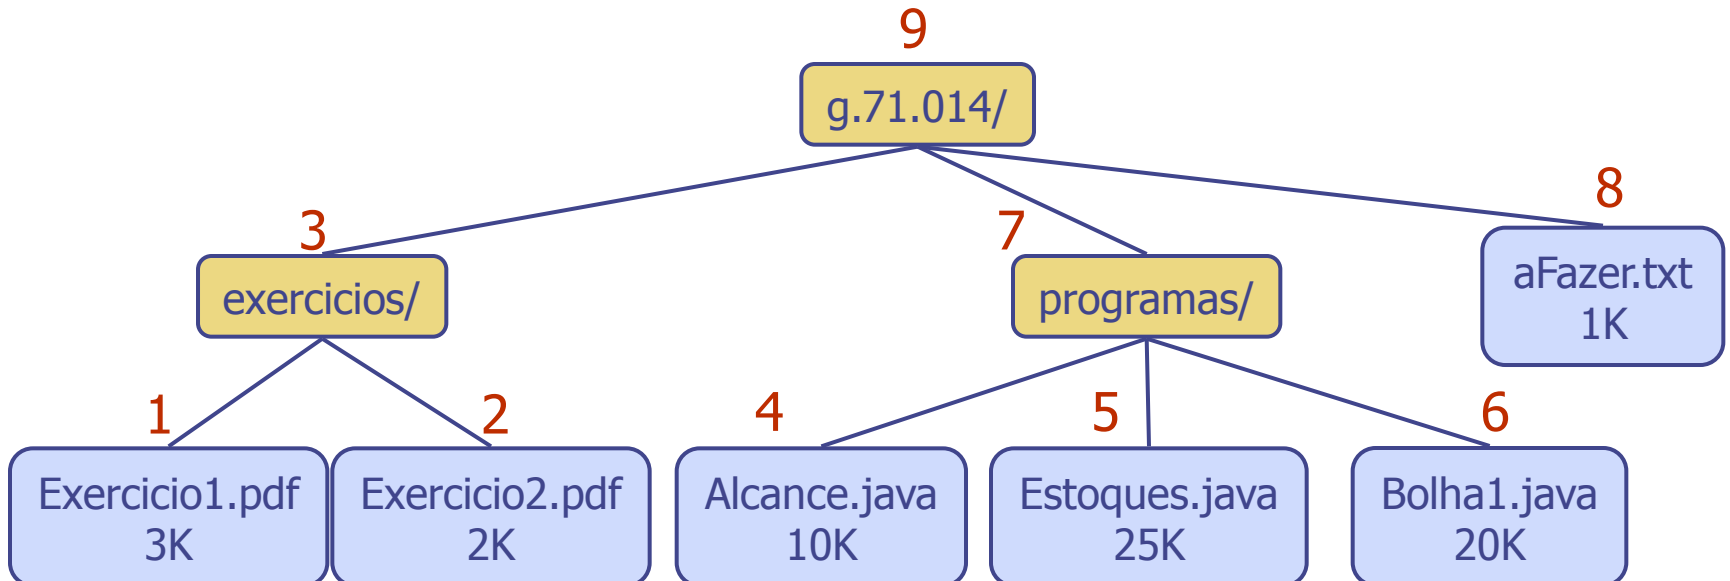 9
g.71.014/
3
7
8
exercicios/
programas/
aFazer.txt
1K
1
2
4
5
6
Exercicio1.pdf
3K
Exercicio2.pdf
2K
Alcance.java
10K
Estoques.java
25K
Bolha1.java
20K